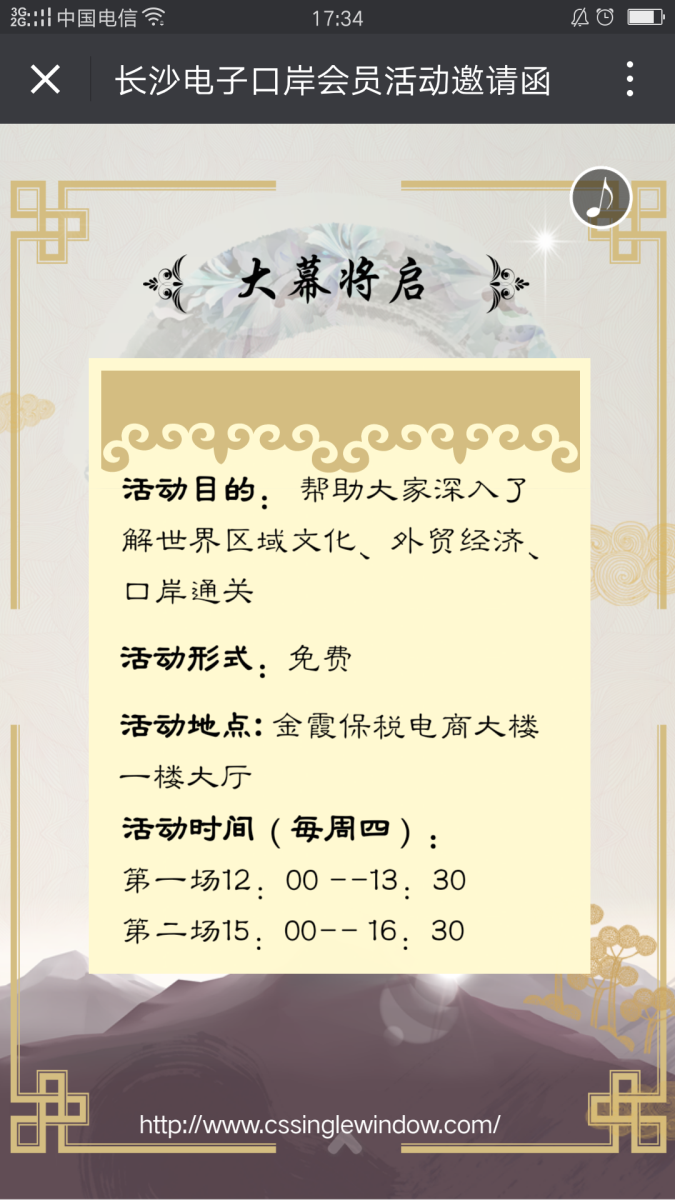 3G 2G 中国电信 17:34
长沙电子口岸会员活动邀请函
大幕将启
活动目的： 帮助大家深入了
解世界区域文化、外贸经济、
口岸通关
活动形式：免费
活动地点:金霞保税电商大楼
一楼大厅
活动时间（每周四）：
第一场12：00 --13：30
第二场15：00-- 16：30
http://www.cssinglewindow.com/